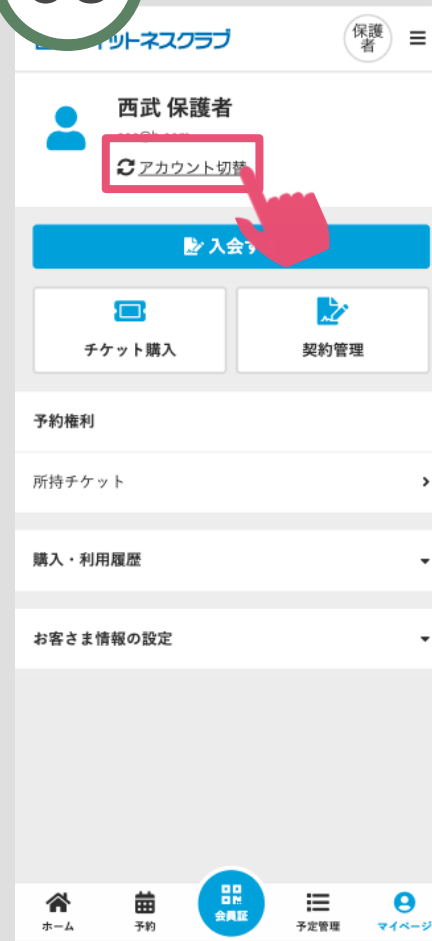 ットネスクラブ
保護
者
西武 保護者
アカウント切替
入会す
チケット購入
契約管理
予約権利
所持チケット
購入・利用履歴
お客さま情報の設定
ホーム
予約
会員証
予定管理
マイページ